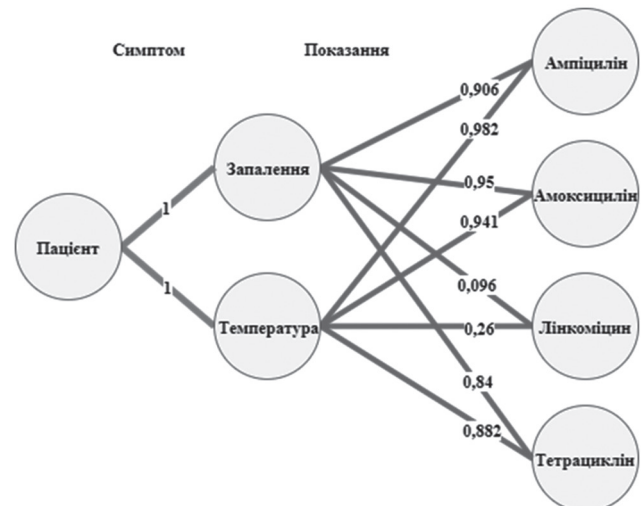 Симптом
Показання
Пацієнт
1
1
Запалення
Температура
0,906
0,982
0,95
0,941
0,096
0,26
0,84
0,882
Ампіцилін
Амоксицилін
Лінкоміцин
Тетрациклін